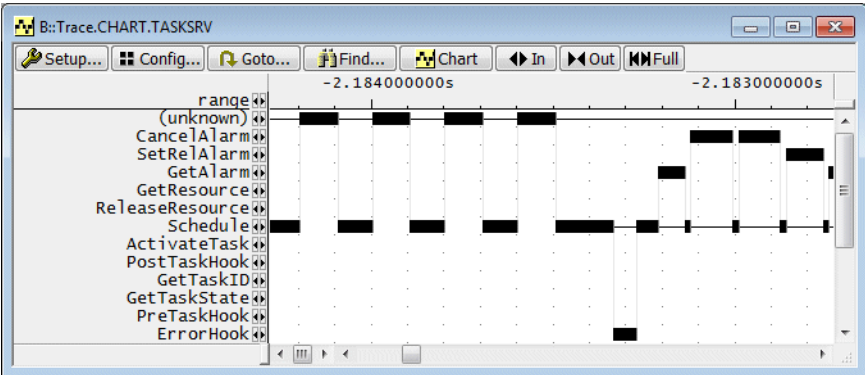 B::Trace.CHART.TASKSRV
Setup... Config... Goto... Find... Chart In Out Full
-2.184000000s -2.183000000s
range
(unknown)
CancelAlarm
SetRelAlarm
GetAlarm
GetResource
ReleaseResource
Schedule
ActivateTask
PostTaskHook
GetTaskID
GetTaskState
PreTaskHook
ErrorHook